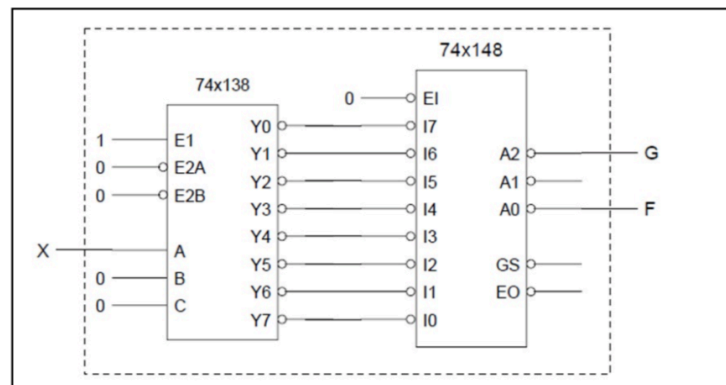 74x138
74x148
0 EI
1 E1 Y0 I7
0 E2A Y1 I6 A2 G
0 E2B Y2 I5 A1
Y3 I4 A0 F
X A Y4 I3
0 B Y5 I2 GS
0 C Y6 I1 EO
Y7 I0